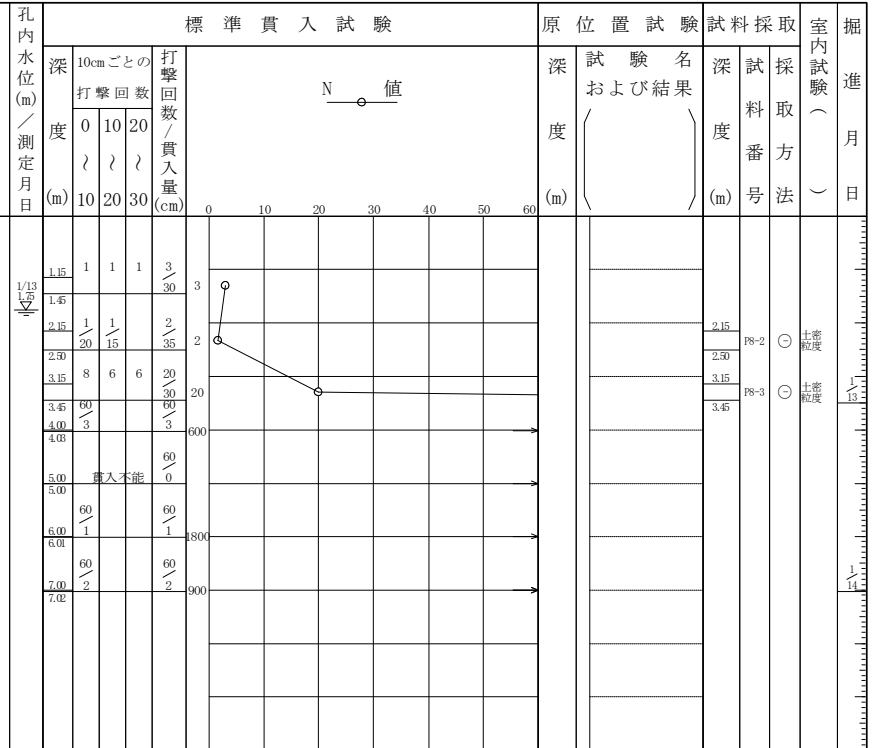 孔内水位(m)／測定月日
標準貫入試験
深度(m)
10cmごとの打撃回数
0～10
10～20
20～30
打撃回数/貫入量(cm)
N 値
0 10 20 30 40 50 60
原位置試験
深度(m)
試験名および結果
試料採取
深度(m)
試料番号
採取方法
室内試験（ ）
掘進月日
1/13
1.75
1.15 1 1 1 3/30 3
1.45
2.15 1/20 1/15 2/35 2
2.50
3.15 8 6 6 20/30 20
3.45
4.00 60/3 60/3 600
4.03
5.00 貫入不能 60/0
5.00
6.00 60/1 60/1 1800
6.01
7.00 60/2 60/2 900
7.02
2.15 P8-2 土密粒度
2.50
3.15 P8-3 土密粒度
3.45
1/13
1/14